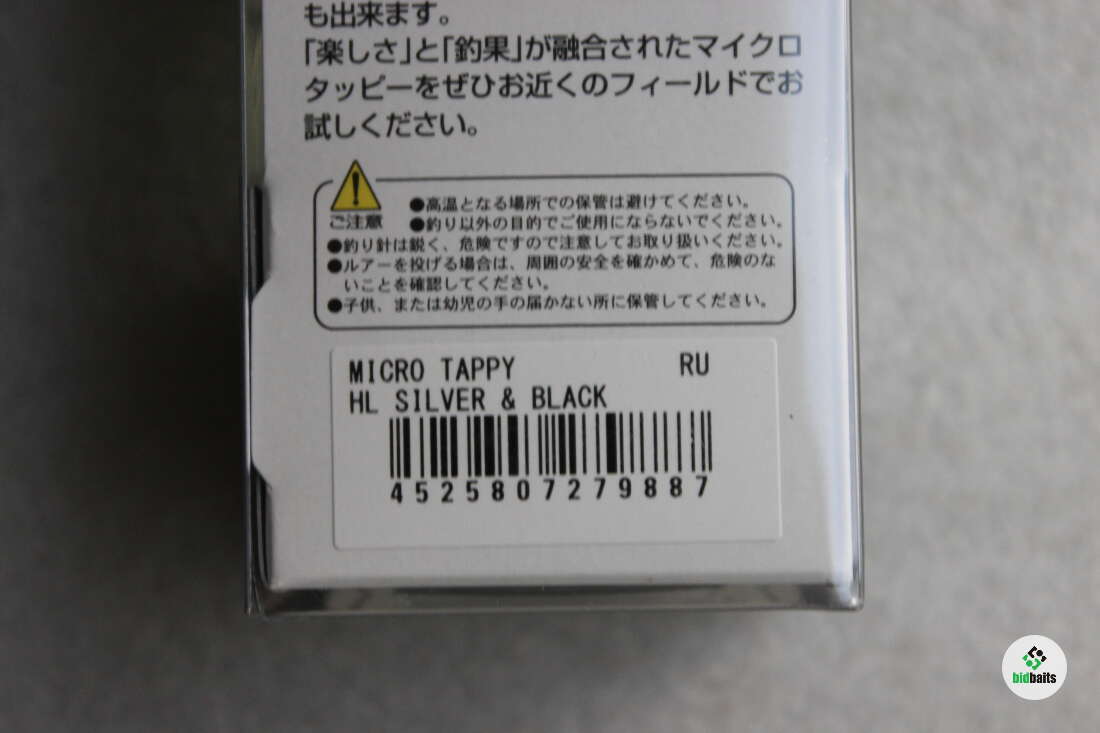 も出来ます。
「楽しさ」と「釣果」が融合されたマイクロ
タッピーをぜひお近くのフィールドでお
試しください。
ご注意
●高温となる場所での保管は避けてください。
●釣り以外の目的でご使用にならないでください。
●釣り針は鋭く、危険ですので注意してお取り扱いください。
●ルアーを投げる場合は、周囲の安全を確かめて、危険のな
いことを確認してください。
●子供、または幼児の手の届かない所に保管してください。
MICRO TAPPY RU
HL SILVER & BLACK
4525807279887
bidbaits